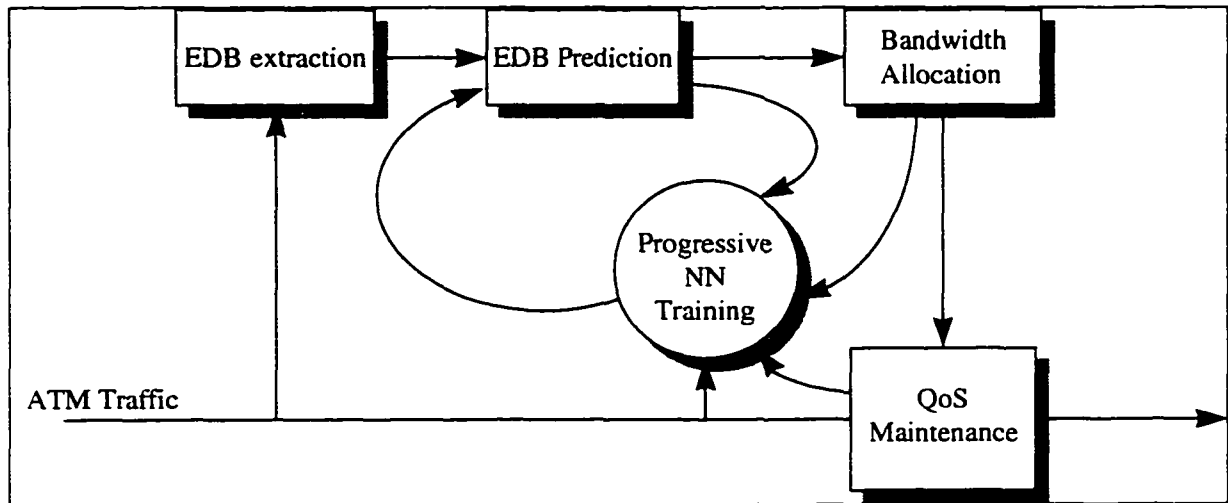 EDB extraction
EDB Prediction
Bandwidth
Allocation
Progressive
NN
Training
ATM Traffic
QoS
Maintenance